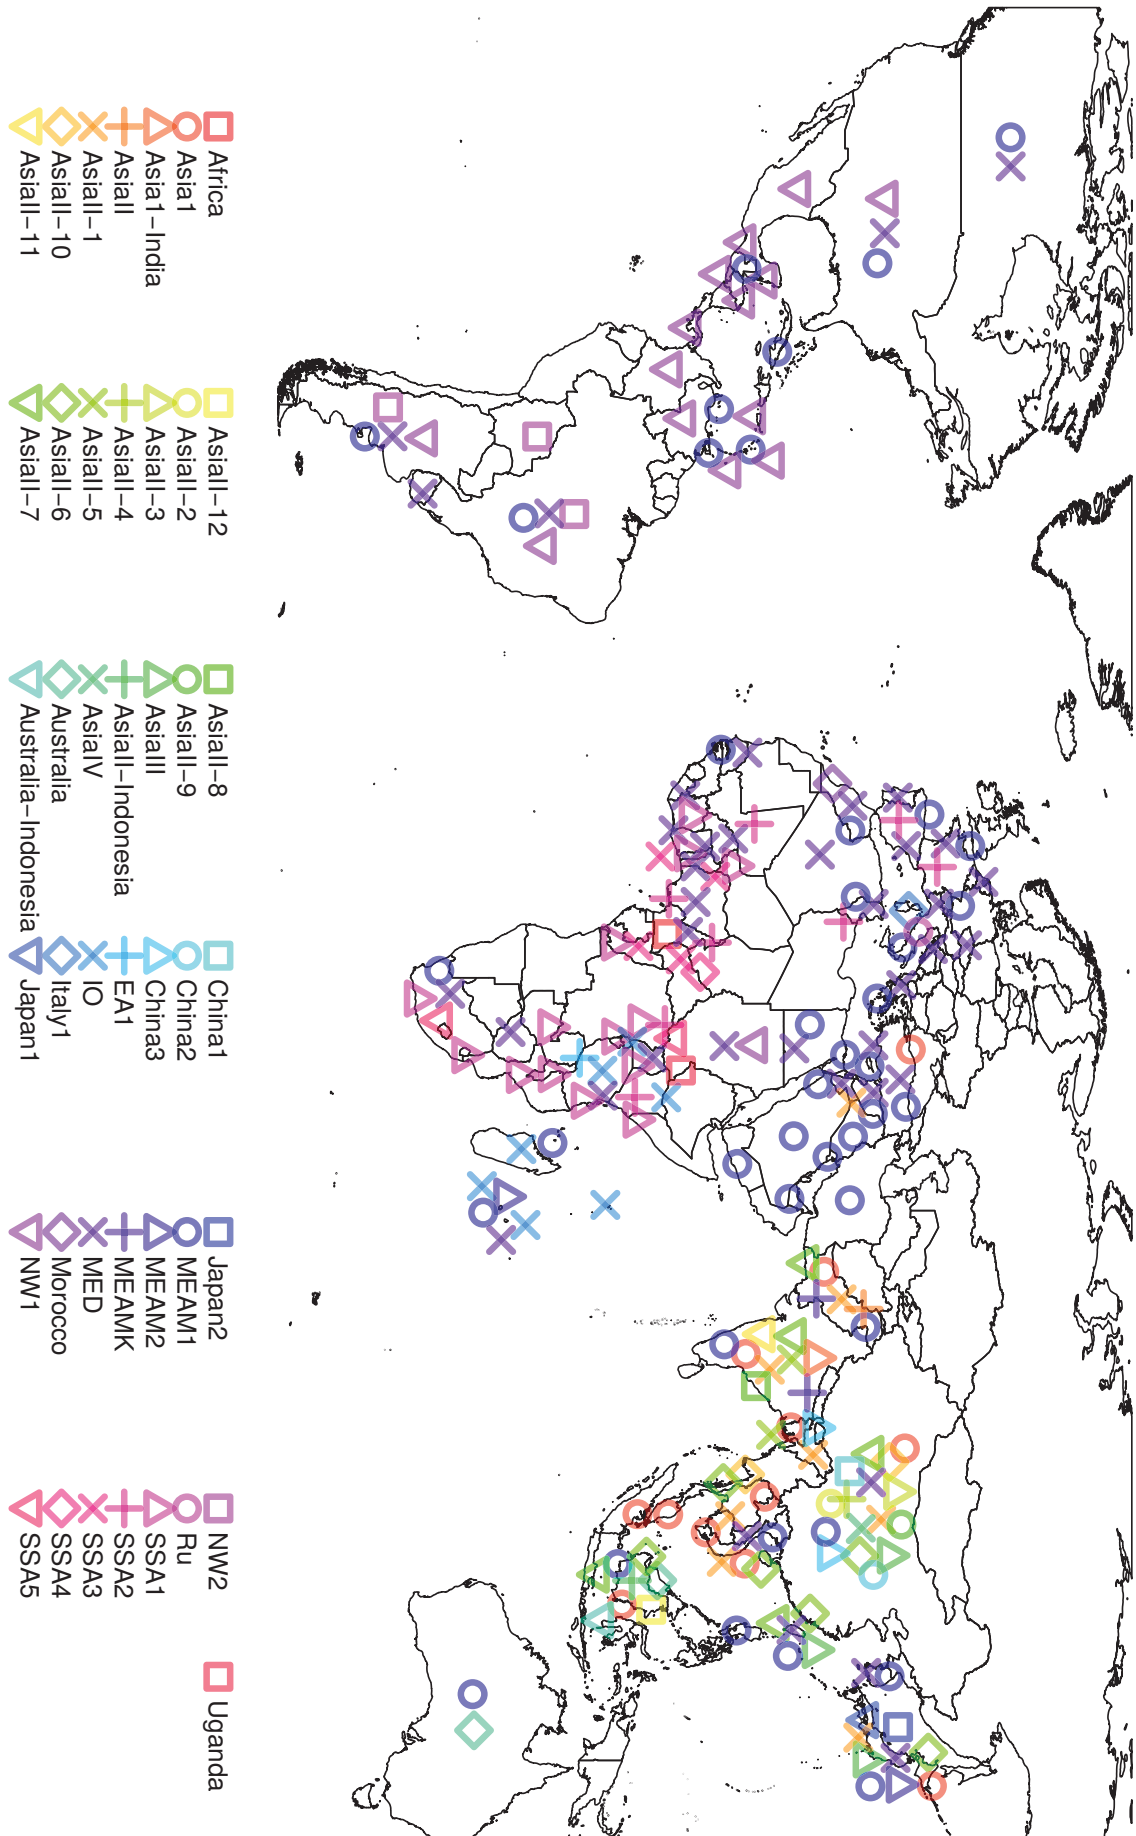 Africa
Asia1
Asia1−India
AsiaII
AsiaII−1
AsiaII−10
AsiaII−11
AsiaII−12
AsiaII−2
AsiaII−3
AsiaII−4
AsiaII−5
AsiaII−6
AsiaII−7
AsiaII−8
AsiaII−9
AsiaIII
AsiaII−Indonesia
AsiaIV
Australia
Australia−Indonesia
China1
China2
China3
EA1
IO
Italy1
Japan1
Japan2
MEAM1
MEAM2
MEAMK
MED
Morocco
NW1
NW2
Ru
SSA1
SSA2
SSA3
SSA4
SSA5
Uganda